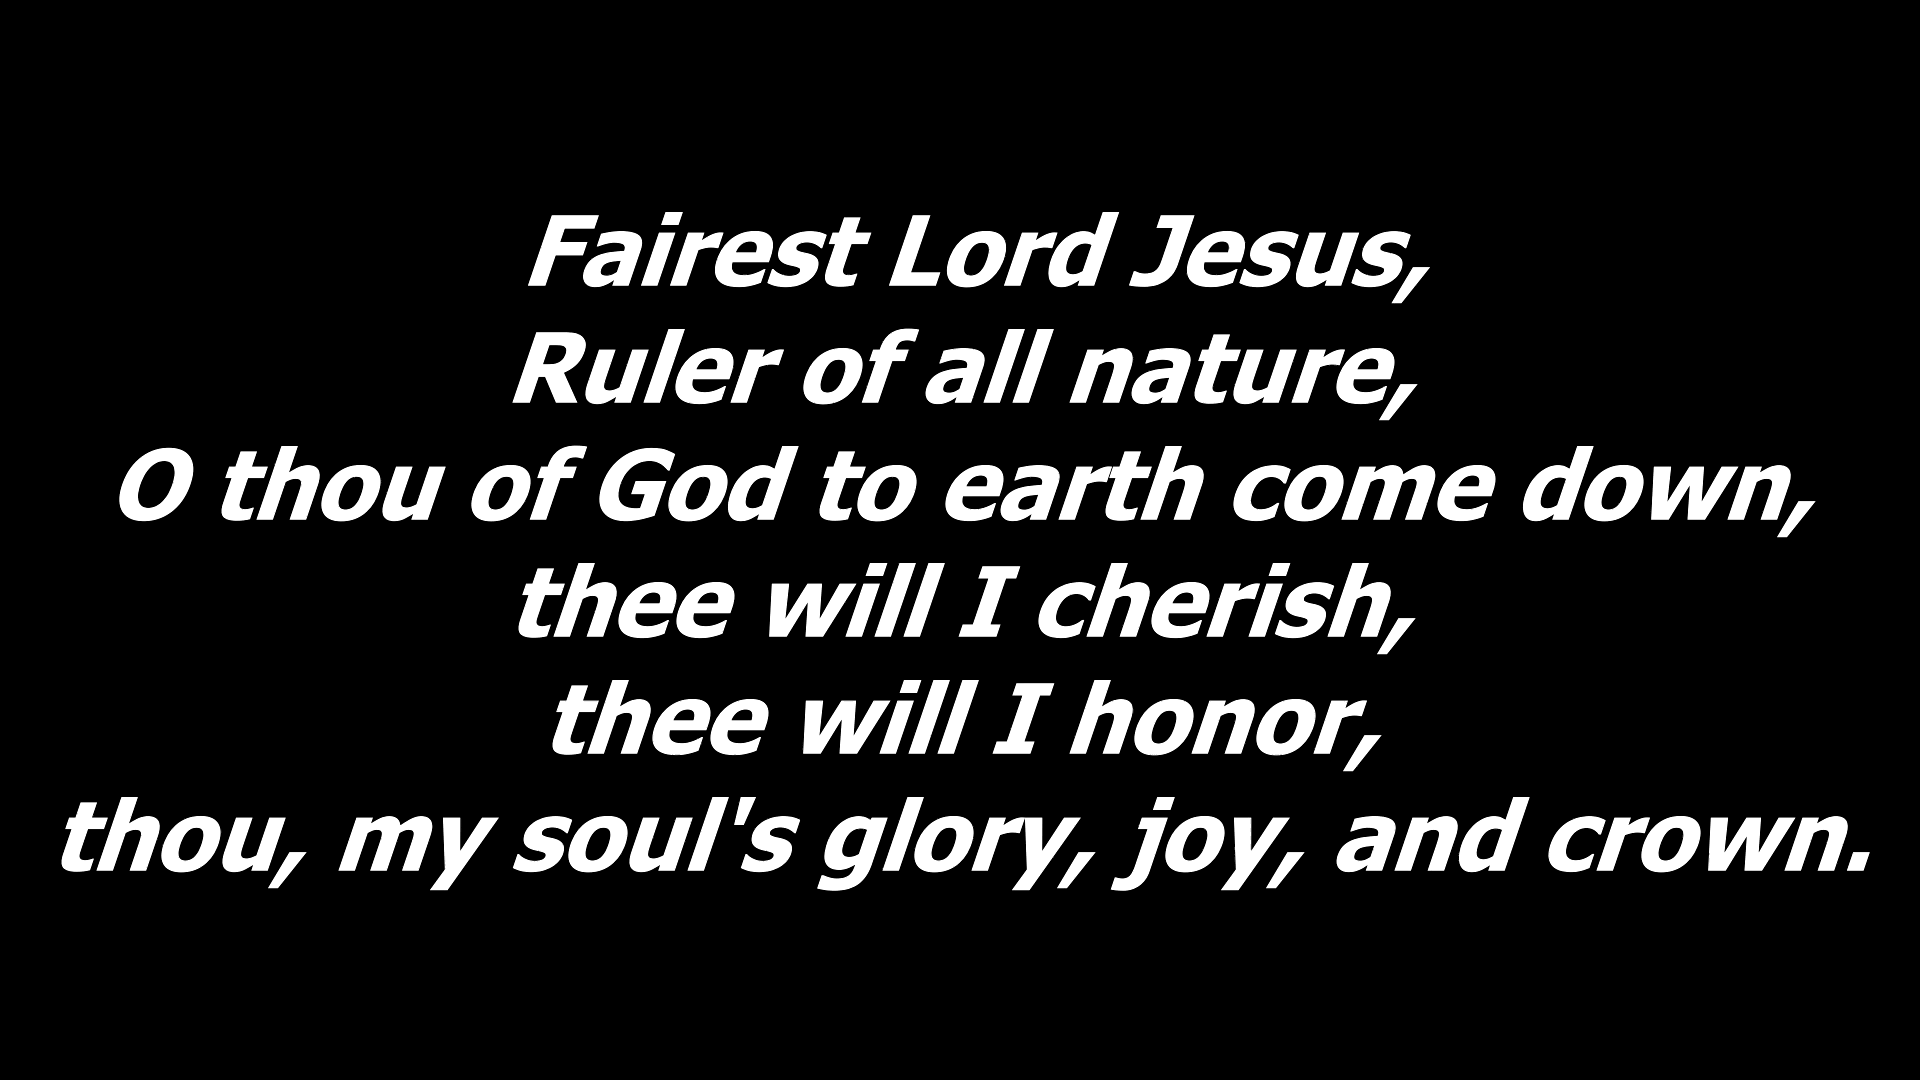 Fairest Lord Jesus,
Ruler of all nature,
O thou of God to earth come down,
thee will I cherish,
thee will I honor,
thou, my soul's glory, joy, and crown.